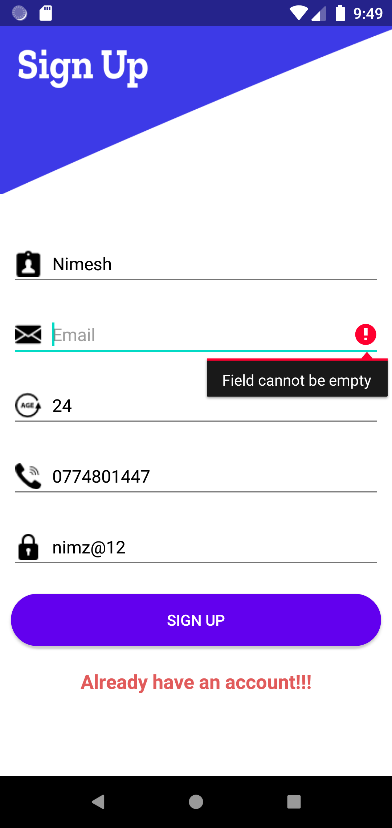 9:49
Sign Up
Nimesh
Email
Field cannot be empty
AGE 24
0774801447
nimz@12
SIGN UP
Already have an account!!!